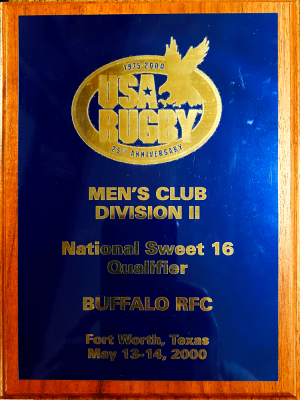 1975-2000
USA
RUGBY
25TH ANNIVERSARY
MEN'S CLUB
DIVISION II
National Sweet 16
Qualifier
BUFFALO RFC
Fort Worth, Texas
May 13-14, 2000